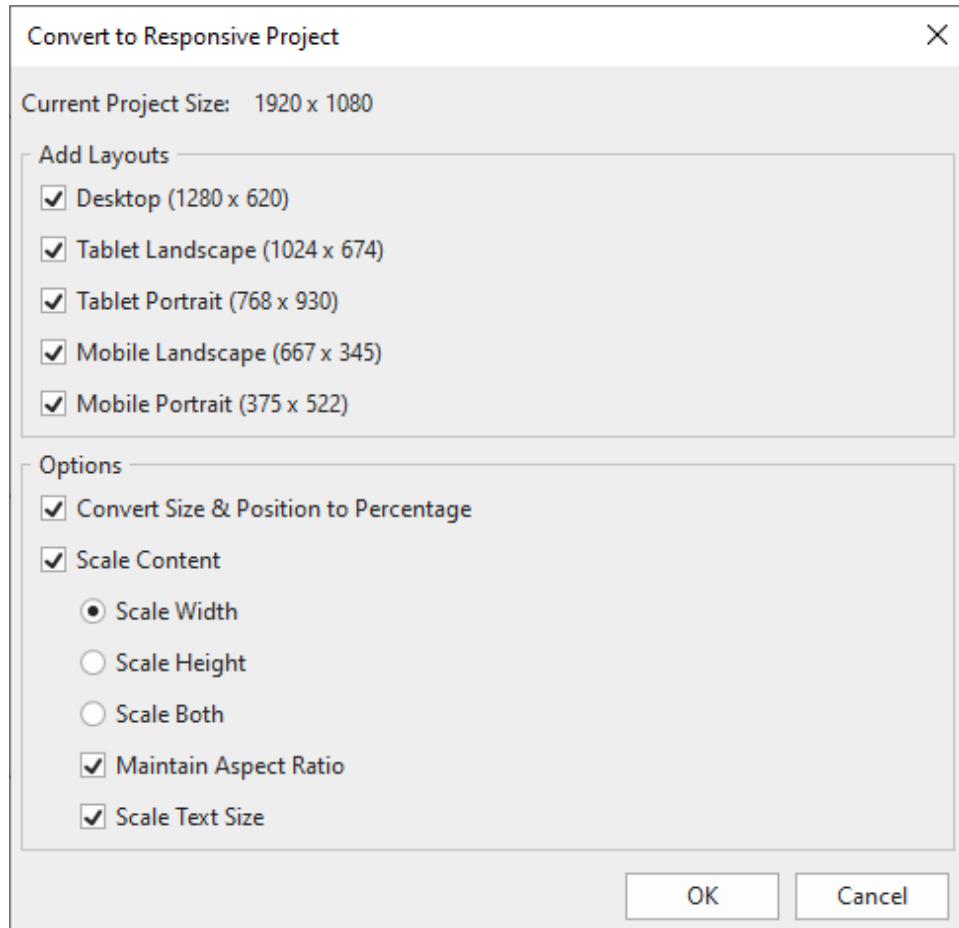 Convert to Responsive Project
Current Project Size: 1920 x 1080
Add Layouts
Desktop (1280 x 620)
Tablet Landscape (1024 x 674)
Tablet Portrait (768 x 930)
Mobile Landscape (667 x 345)
Mobile Portrait (375 x 522)
Options
Convert Size & Position to Percentage
Scale Content
Scale Width
Scale Height
Scale Both
Maintain Aspect Ratio
Scale Text Size
OK Cancel